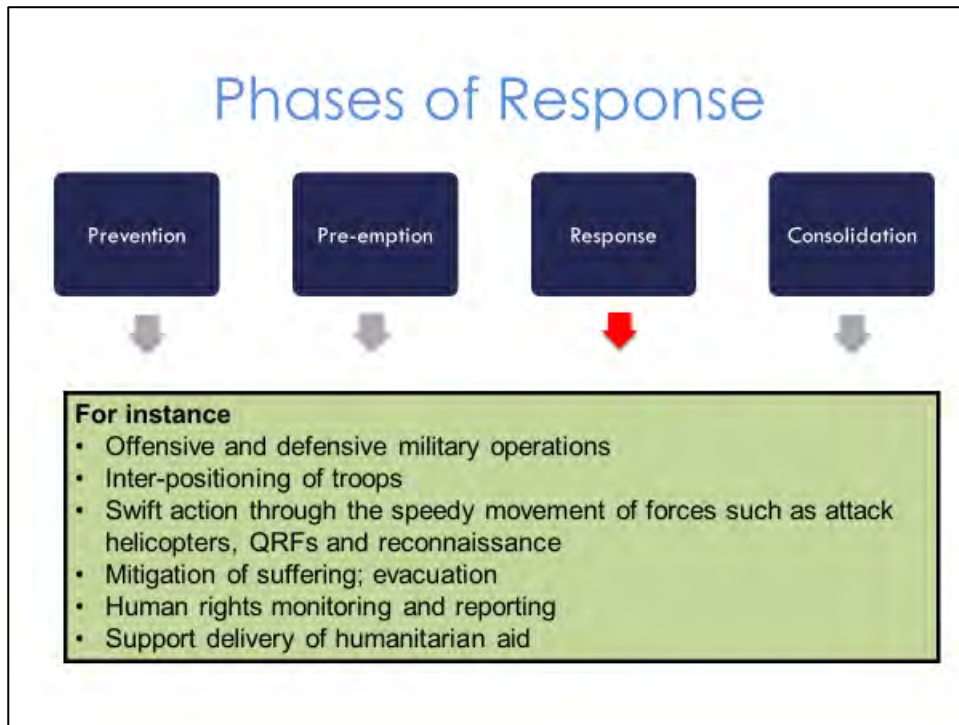 Phases of Response
Prevention
Pre-emption
Response
Consolidation
For instance
• Offensive and defensive military operations
• Inter-positioning of troops
• Swift action through the speedy movement of forces such as attack
helicopters, QRFs and reconnaissance
• Mitigation of suffering; evacuation
• Human rights monitoring and reporting
• Support delivery of humanitarian aid